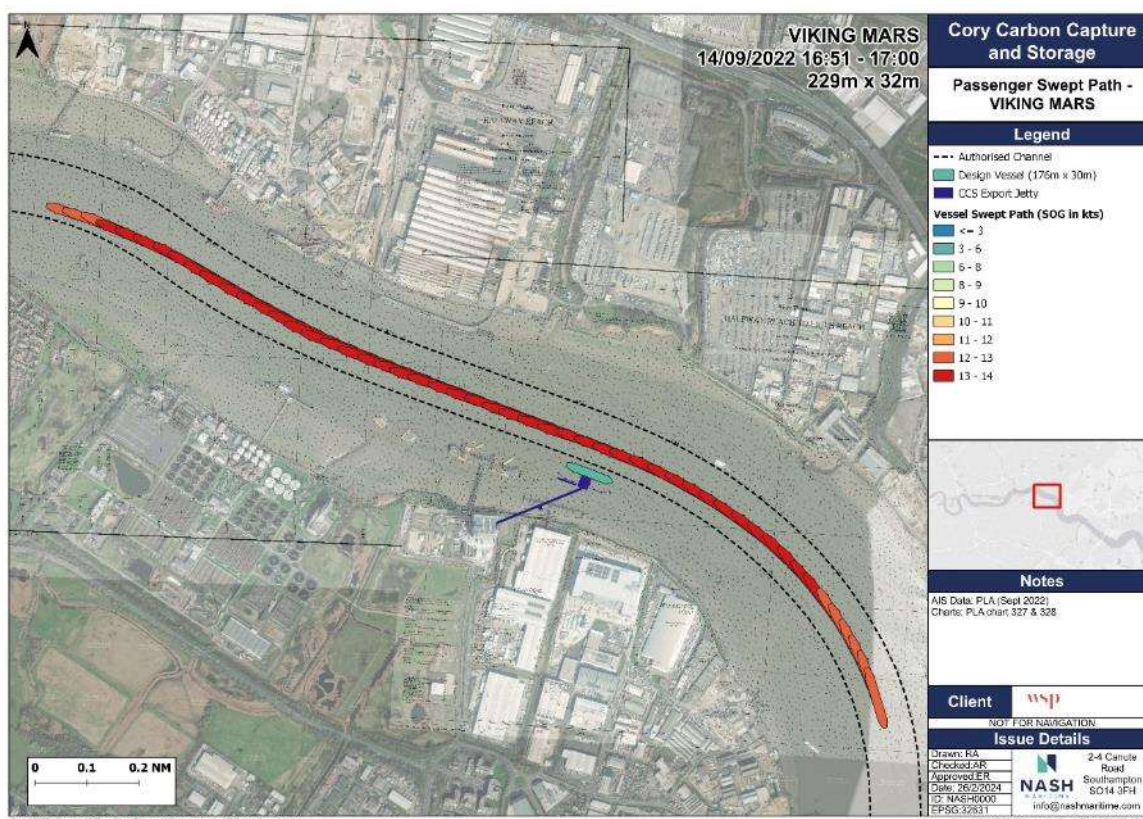 N
VIKING MARS
14/09/2022 16:51 - 17:00
229m x 32m
HALFWAY REACH
0 0.1 0.2 NM
Cory Carbon Capture
and Storage
Passenger Swept Path -
VIKING MARS
Legend
Authorised Channel
Design Vessel (176m x 30m)
CCS Export Jetty
Vessel Swept Path (SOG in kts)
<= 3
3 - 6
6 - 8
8 - 9
9 - 10
10 - 11
11 - 12
12 - 13
13 - 14
Notes
AIS Data: PLA (Sept 2022)
Charts: PLA chart 327 & 328
Client
wsp
NOT FOR NAVIGATION
Issue Details
Drawn: RA
Checked:AR
Approved:ER
Date: 26/2/2024
ID: NASH0000
EPSG:32631
NASH
MARITIME
2-4 Canute
Road
Southampton
SO14 3FH
info@nashmaritime.com